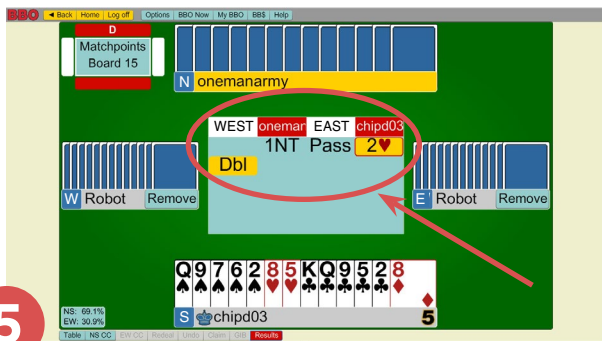 BBO ◄ Back Home Log off Options BBO Now My BBO BB$ Help
D
Matchpoints
Board 15
N onemanarmy
WEST oneman EAST chipd03
1NT Pass 2♥
Dbl
W Robot Remove
E Robot Remove
Q 9 7 6 2 8 5 K Q 9 5 2 8
♠ ♠ ♠ ♠ ♠ ♥ ♥ ♣ ♣ ♣ ♣ ♣ ♦
NS: 69.1%
EW: 30.9%
S chipd03 5
5
Table NS CC EW CC Redeal Undo Claim GIB Results